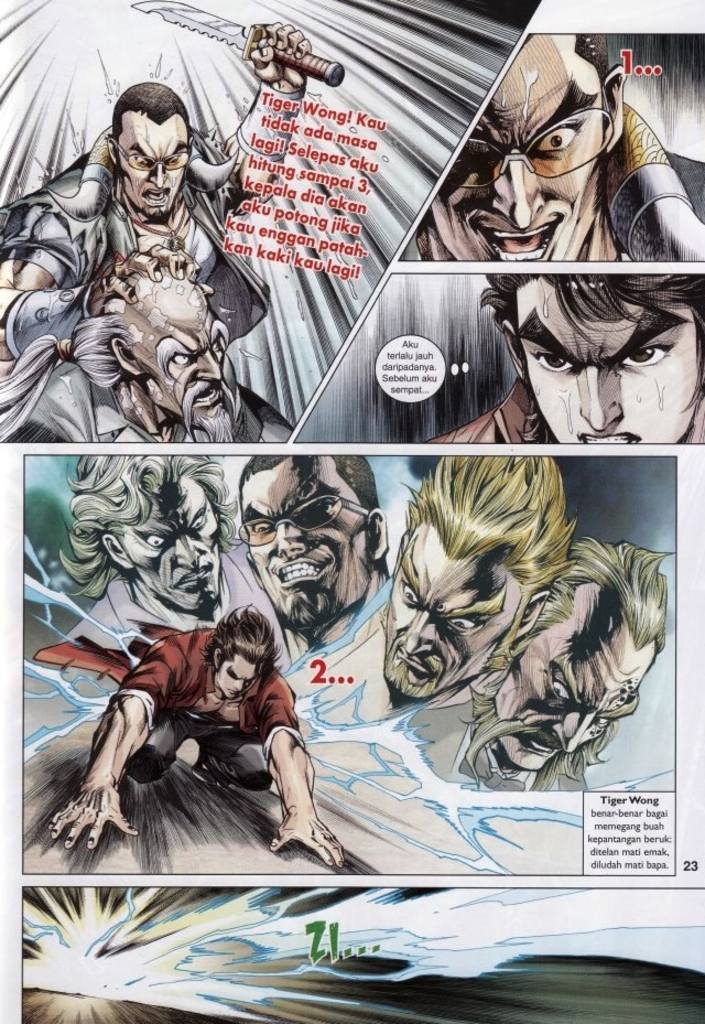 Tiger Wong! Kau
tidak ada masa
lagi! Selepas aku
hitung sampai 3,
kepala dia akan
aku potong jika
kau enggan patah-
kan kaki kau lagi!
1...
Aku
terlalu jauh
daripadanya.
Sebelum aku
sempat...
2...
Tiger Wong
benar-benar bagai
memegang buah
kepantangan beruk:
ditelan mati emak,
diludah mati bapa.
23
ZI....